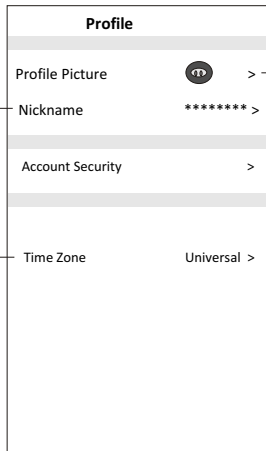 Profile
Profile Picture >
Nickname ******** >
Account Security >
Time Zone Universal >